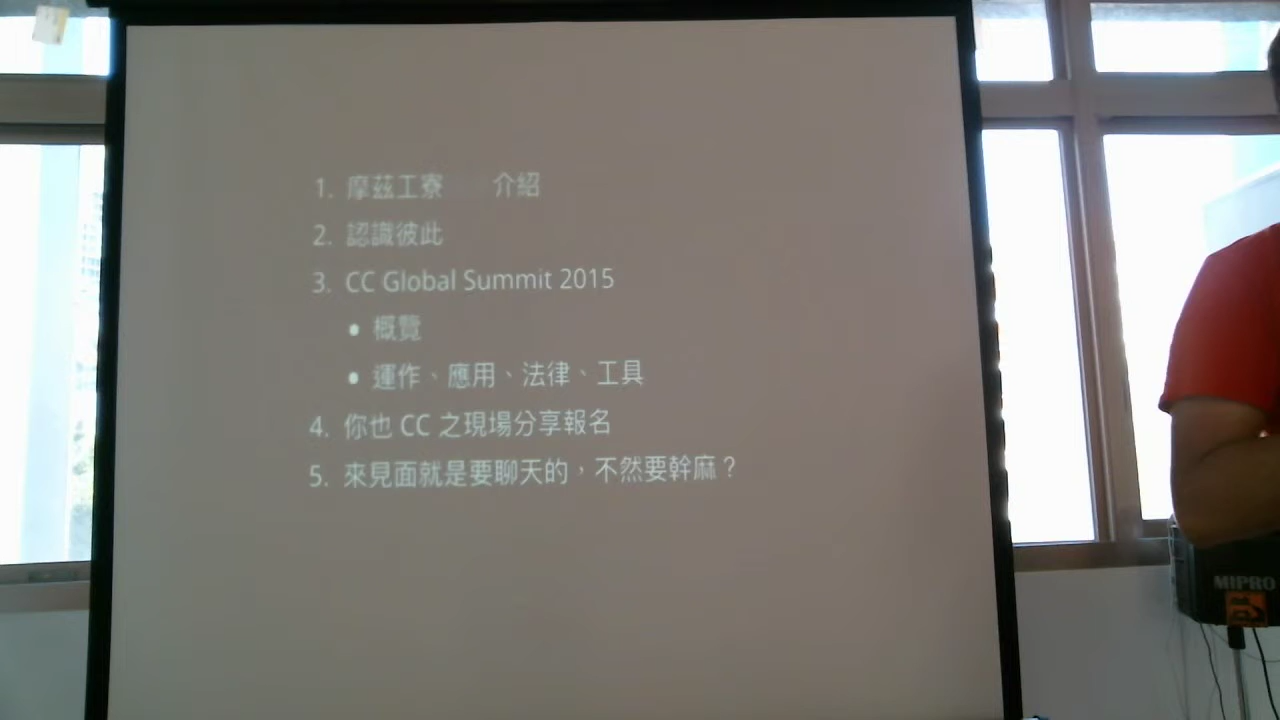 1. 摩茲工寮 介紹
2. 認識彼此
3. CC Global Summit 2015
• 概覽
• 運作、應用、法律、工具
4. 你也 CC 之現場分享報名
5. 來見面就是要聊天的，不然要幹麻？
MIPRO